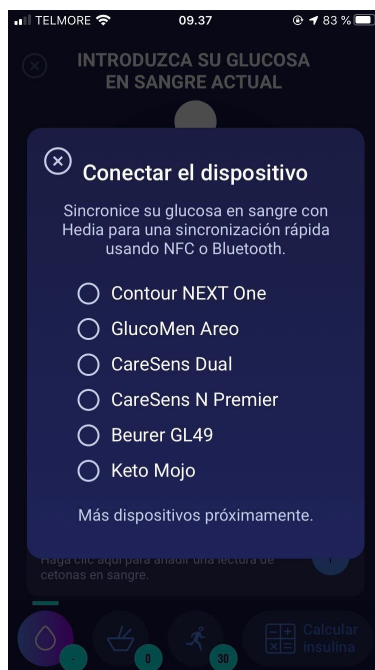 TELMORE 09.37 83 %
INTRODUZCA SU GLUCOSA
EN SANGRE ACTUAL
Conectar el dispositivo
Sincronice su glucosa en sangre con
Hedia para una sincronización rápida
usando NFC o Bluetooth.
Contour NEXT One
GlucoMen Areo
CareSens Dual
CareSens N Premier
Beurer GL49
Keto Mojo
Más dispositivos próximamente.
Haga clic aquí para añadir una lectura de
cetonas en sangre.
Calcular
insulina
- 0 30